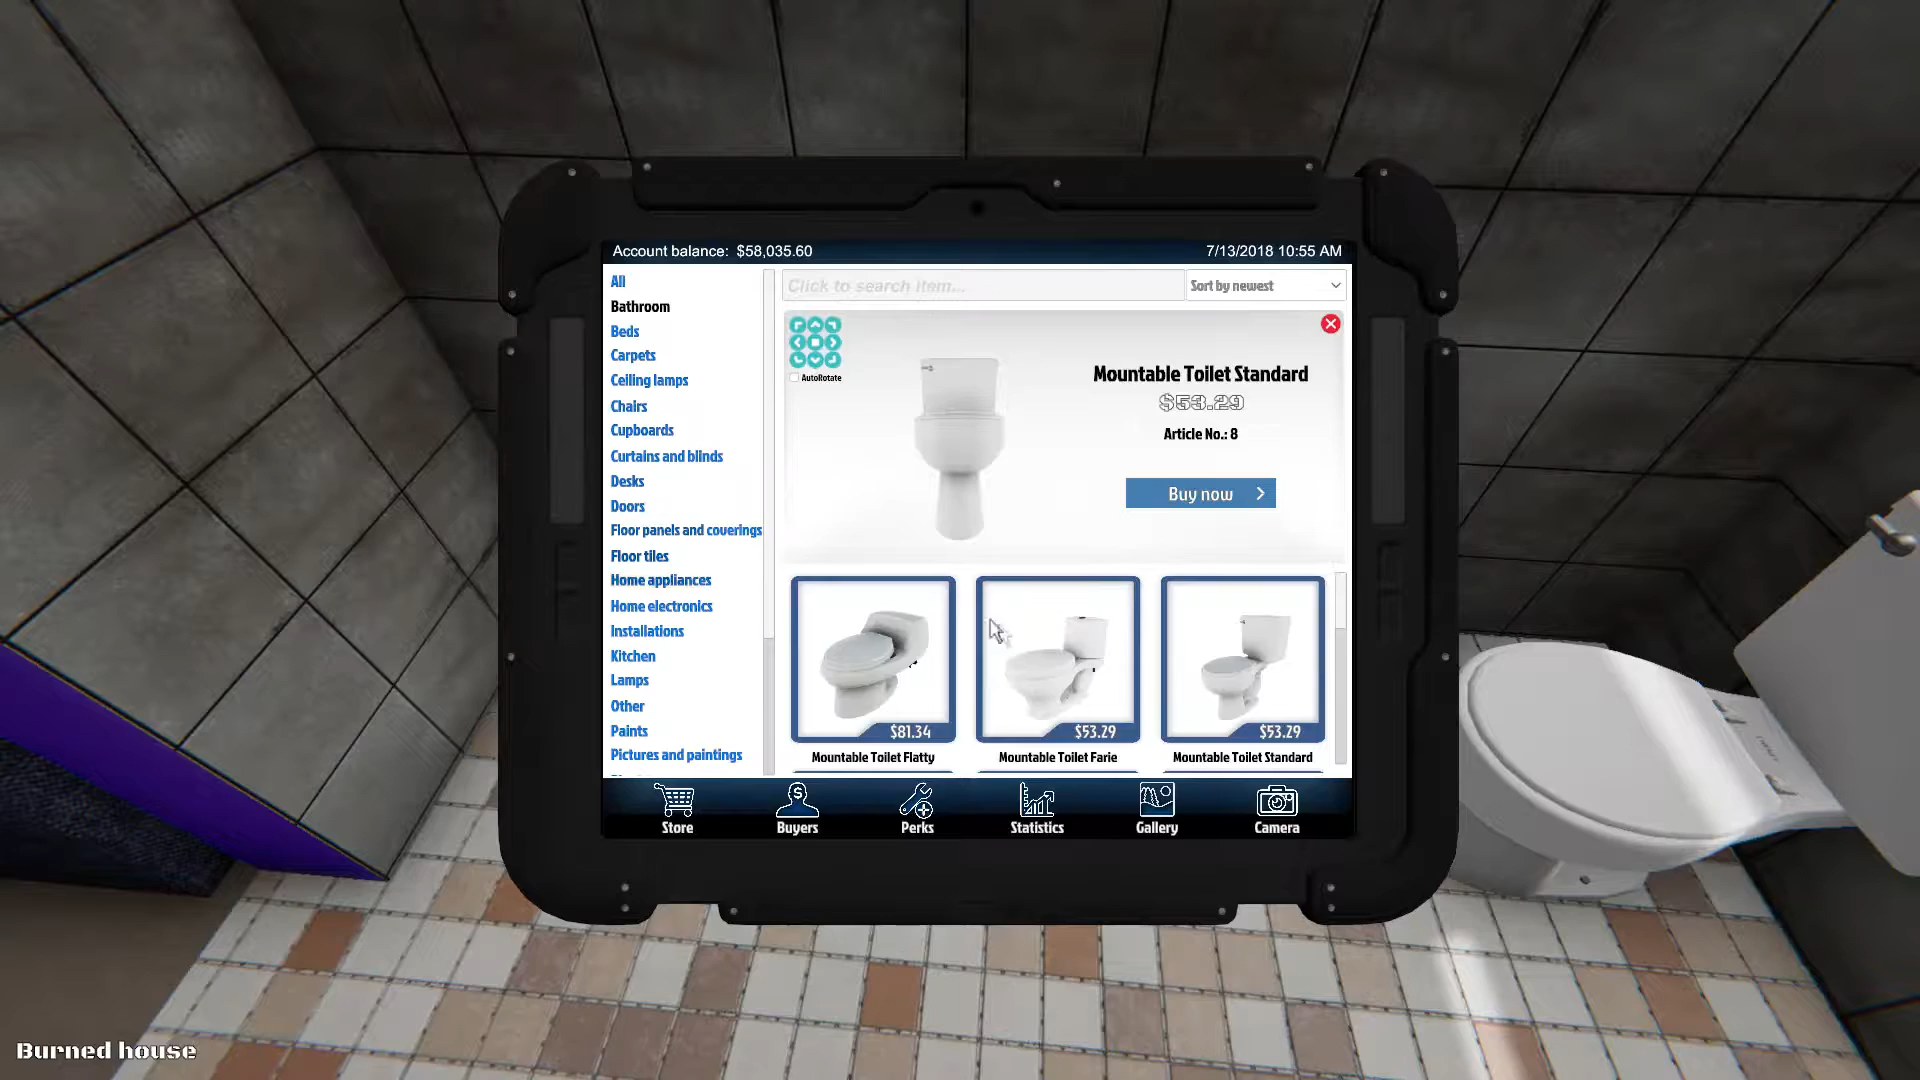 Account balance: $58,035.60
7/13/2018 10:55 AM
All
Bathroom
Beds
Carpets
Ceiling lamps
Chairs
Cupboards
Curtains and blinds
Desks
Doors
Floor panels and coverings
Floor tiles
Home appliances
Home electronics
Installations
Kitchen
Lamps
Other
Paints
Pictures and paintings
Click to search item...
Sort by newest
AutoRotate
Mountable Toilet Standard
$53.29
Article No.: 8
Buy now
$81.34
$53.29
$53.29
Mountable Toilet Flatty
Mountable Toilet Farie
Mountable Toilet Standard
Store
Buyers
Perks
Statistics
Gallery
Camera
Burned house